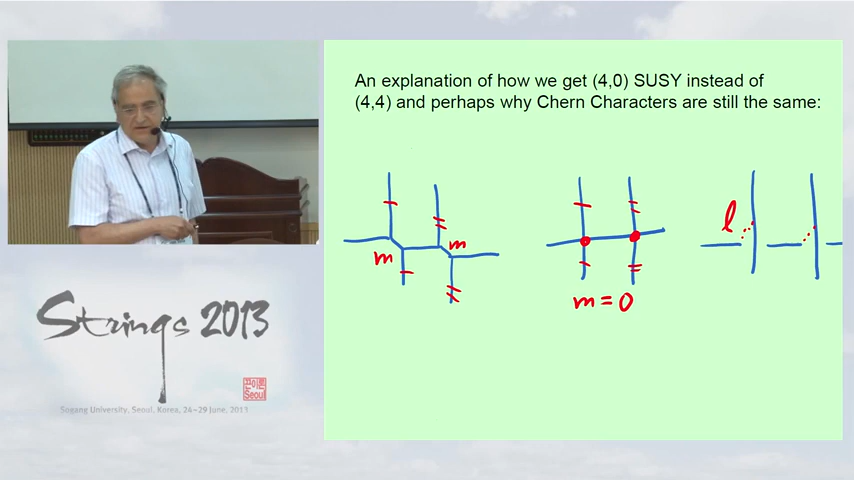 An explanation of how we get (4,0) SUSY instead of
(4,4) and perhaps why Chern Characters are still the same:
m
m
m = 0
l
Strings 2013
Seoul
Sogang University, Seoul, Korea, 24-29 June, 2013